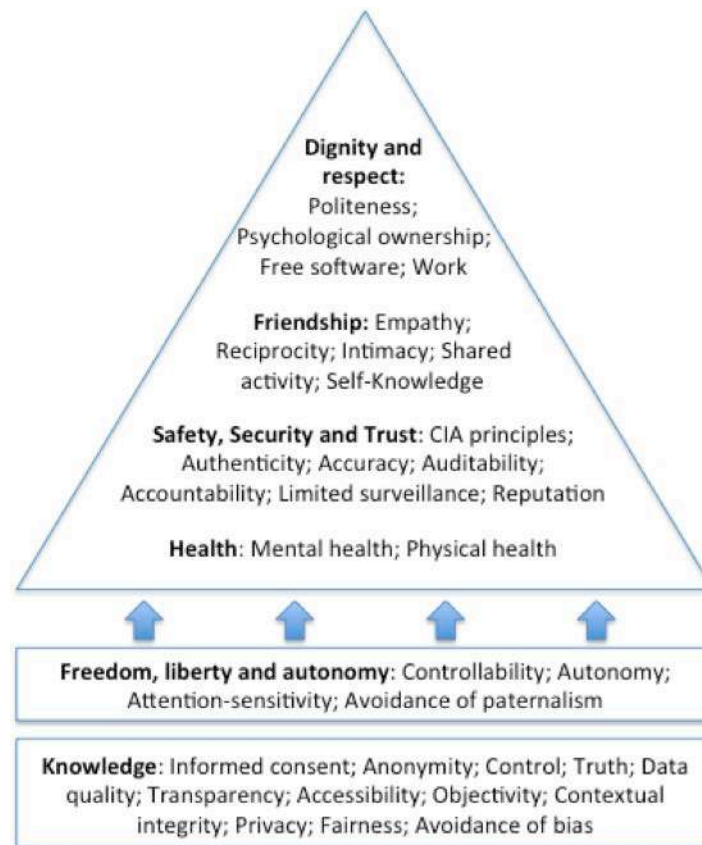 Dignity and
respect:
Politeness;
Psychological ownership;
Free software; Work
Friendship: Empathy;
Reciprocity; Intimacy; Shared
activity; Self-Knowledge
Safety, Security and Trust: CIA principles;
Authenticity; Accuracy; Auditability;
Accountability; Limited surveillance; Reputation
Health: Mental health; Physical health
Freedom, liberty and autonomy: Controllability; Autonomy;
Attention-sensitivity; Avoidance of paternalism
Knowledge: Informed consent; Anonymity; Control; Truth; Data
quality; Transparency; Accessibility; Objectivity; Contextual
integrity; Privacy; Fairness; Avoidance of bias